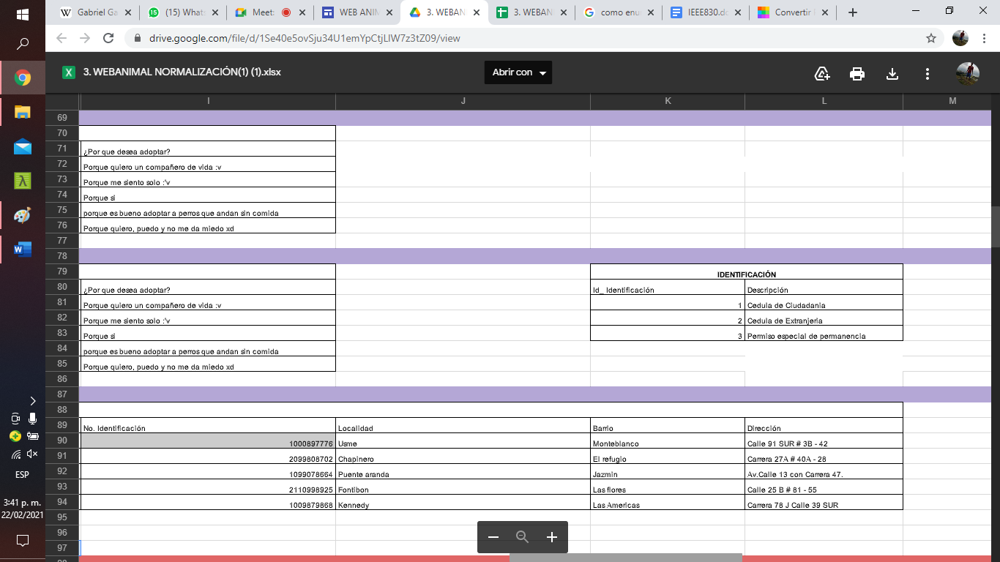 Gabriel Ga
(15) Whats
Meet:
WEB ANIM
3. WEBAN
3. WEBAN
como enu
IEEE830.do
Convertir
drive.google.com/file/d/1Se40e5ovSju34U1emYpCtjLIW7z3tZ09/view
3. WEBANIMAL NORMALIZACIÓN(1) (1).xlsx
Abrir con
I J K L M
69
70
71 ¿Por que desea adoptar?
72 Porque quiero un compañero de vida :v
73 Porque me siento solo :'v
74 Porque si
75 porque es bueno adoptar a perros que andan sin comida
76 Porque quiero, puedo y no me da miedo xd
77
78
79 IDENTIFICACIÓN
80 ¿Por que desea adoptar? Id_ Identificación Descripción
81 Porque quiero un compañero de vida :v 1 Cedula de Ciudadania
82 Porque me siento solo :'v 2 Cedula de Extranjeria
83 Porque si 3 Permiso especial de permanencia
84 porque es bueno adoptar a perros que andan sin comida
85 Porque quiero, puedo y no me da miedo xd
86
87
88
89 No. Identificación Localidad Barrio Dirección
90 1000897776 Usme Monteblanco Calle 91 SUR # 3B - 42
91 2099808702 Chapinero El refugio Carrera 27A # 40A - 28
92 1099078664 Puente aranda Jazmin Av.Calle 13 con Carrera 47.
93 2110998925 Fontibon Las flores Calle 25 B # 81 - 55
94 1009879868 Kennedy Las Americas Carrera 78 J Calle 39 SUR
95
96
97
98
ESP
3:41 p. m.
22/02/2021